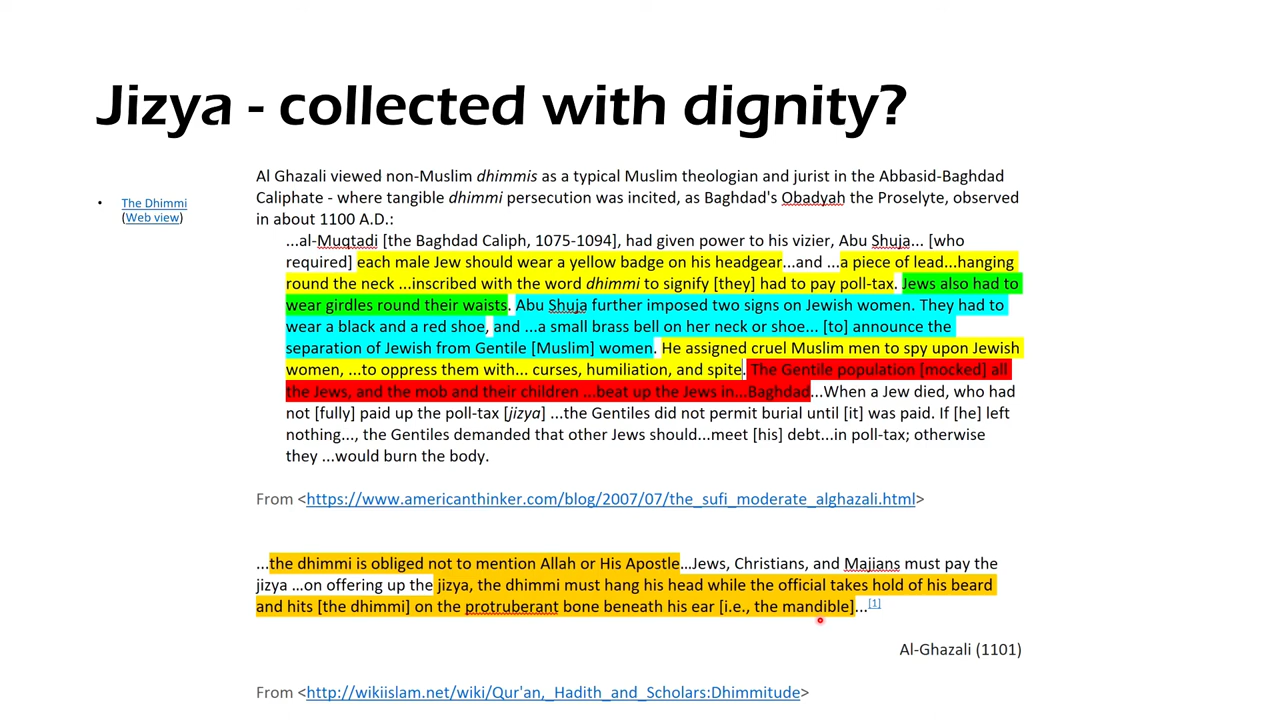 Jizya - collected with dignity?
• The Dhimmi
(Web view)
Al Ghazali viewed non-Muslim dhimmis as a typical Muslim theologian and jurist in the Abbasid-Baghdad
Caliphate - where tangible dhimmi persecution was incited, as Baghdad's Obadyah the Proselyte, observed
in about 1100 A.D.:
...al-Muqtadi [the Baghdad Caliph, 1075-1094], had given power to his vizier, Abu Shuja... [who
required] each male Jew should wear a yellow badge on his headgear...and ...a piece of lead...hanging
round the neck ...inscribed with the word dhimmi to signify [they] had to pay poll-tax. Jews also had to
wear girdles round their waists. Abu Shuja further imposed two signs on Jewish women. They had to
wear a black and a red shoe, and ...a small brass bell on her neck or shoe... [to] announce the
separation of Jewish from Gentile [Muslim] women. He assigned cruel Muslim men to spy upon Jewish
women, ...to oppress them with... curses, humiliation, and spite. The Gentile population [mocked] all
the Jews, and the mob and their children ...beat up the Jews in...Baghdad...When a Jew died, who had
not [fully] paid up the poll-tax [jizya] ...the Gentiles did not permit burial until [it] was paid. If [he] left
nothing..., the Gentiles demanded that other Jews should...meet [his] debt...in poll-tax; otherwise
they ...would burn the body.
From <https://www.americanthinker.com/blog/2007/07/the_sufi_moderate_alghazali.html>
...the dhimmi is obliged not to mention Allah or His Apostle...Jews, Christians, and Majians must pay the
jizya ...on offering up the jizya, the dhimmi must hang his head while the official takes hold of his beard
and hits [the dhimmi] on the protruberant bone beneath his ear [i.e., the mandible]...[1]
Al-Ghazali (1101)
From <http://wikiislam.net/wiki/Qur'an,_Hadith_and_Scholars:Dhimmitude>